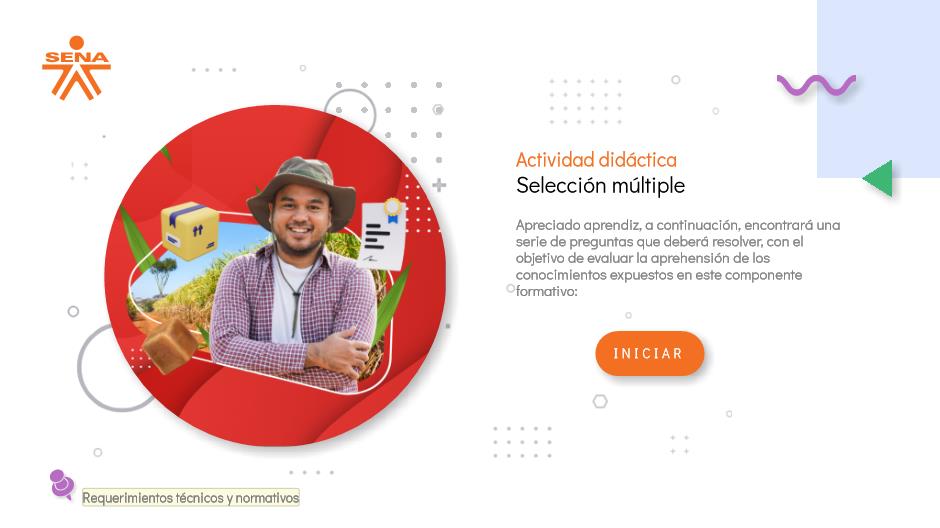 SENA
Actividad didáctica
Selección múltiple
Apreciado aprendiz, a continuación, encontrará una
serie de preguntas que deberá resolver, con el
objetivo de evaluar la aprehensión de los
conocimientos expuestos en este componente
formativo:
INICIAR
Requerimientos técnicos y normativos